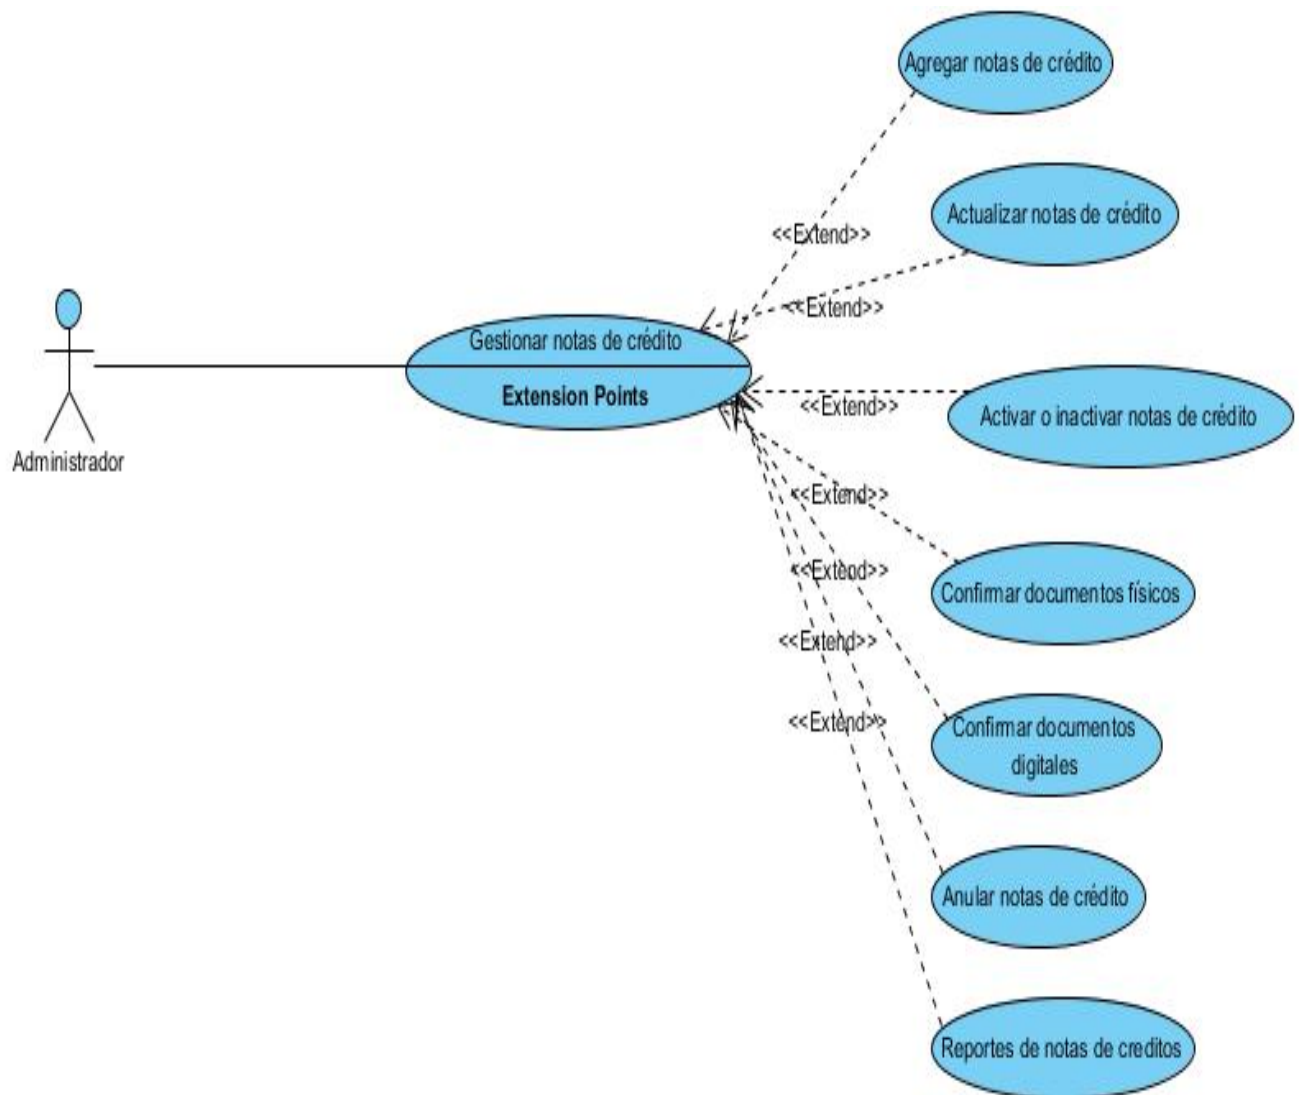 Agregar notas de crédito
Actualizar notas de crédito
<<Extend>>
<<Extend>>
Gestionar notas de crédito
Extension Points
<<Extend>>
Activar o inactivar notas de crédito
Administrador
<<Extend>>
<<Extend>>
Confirmar documentos físicos
<<Extend>>
<<Extend>>
Confirmar documentos
digitales
Anular notas de crédito
Reportes de notas de creditos